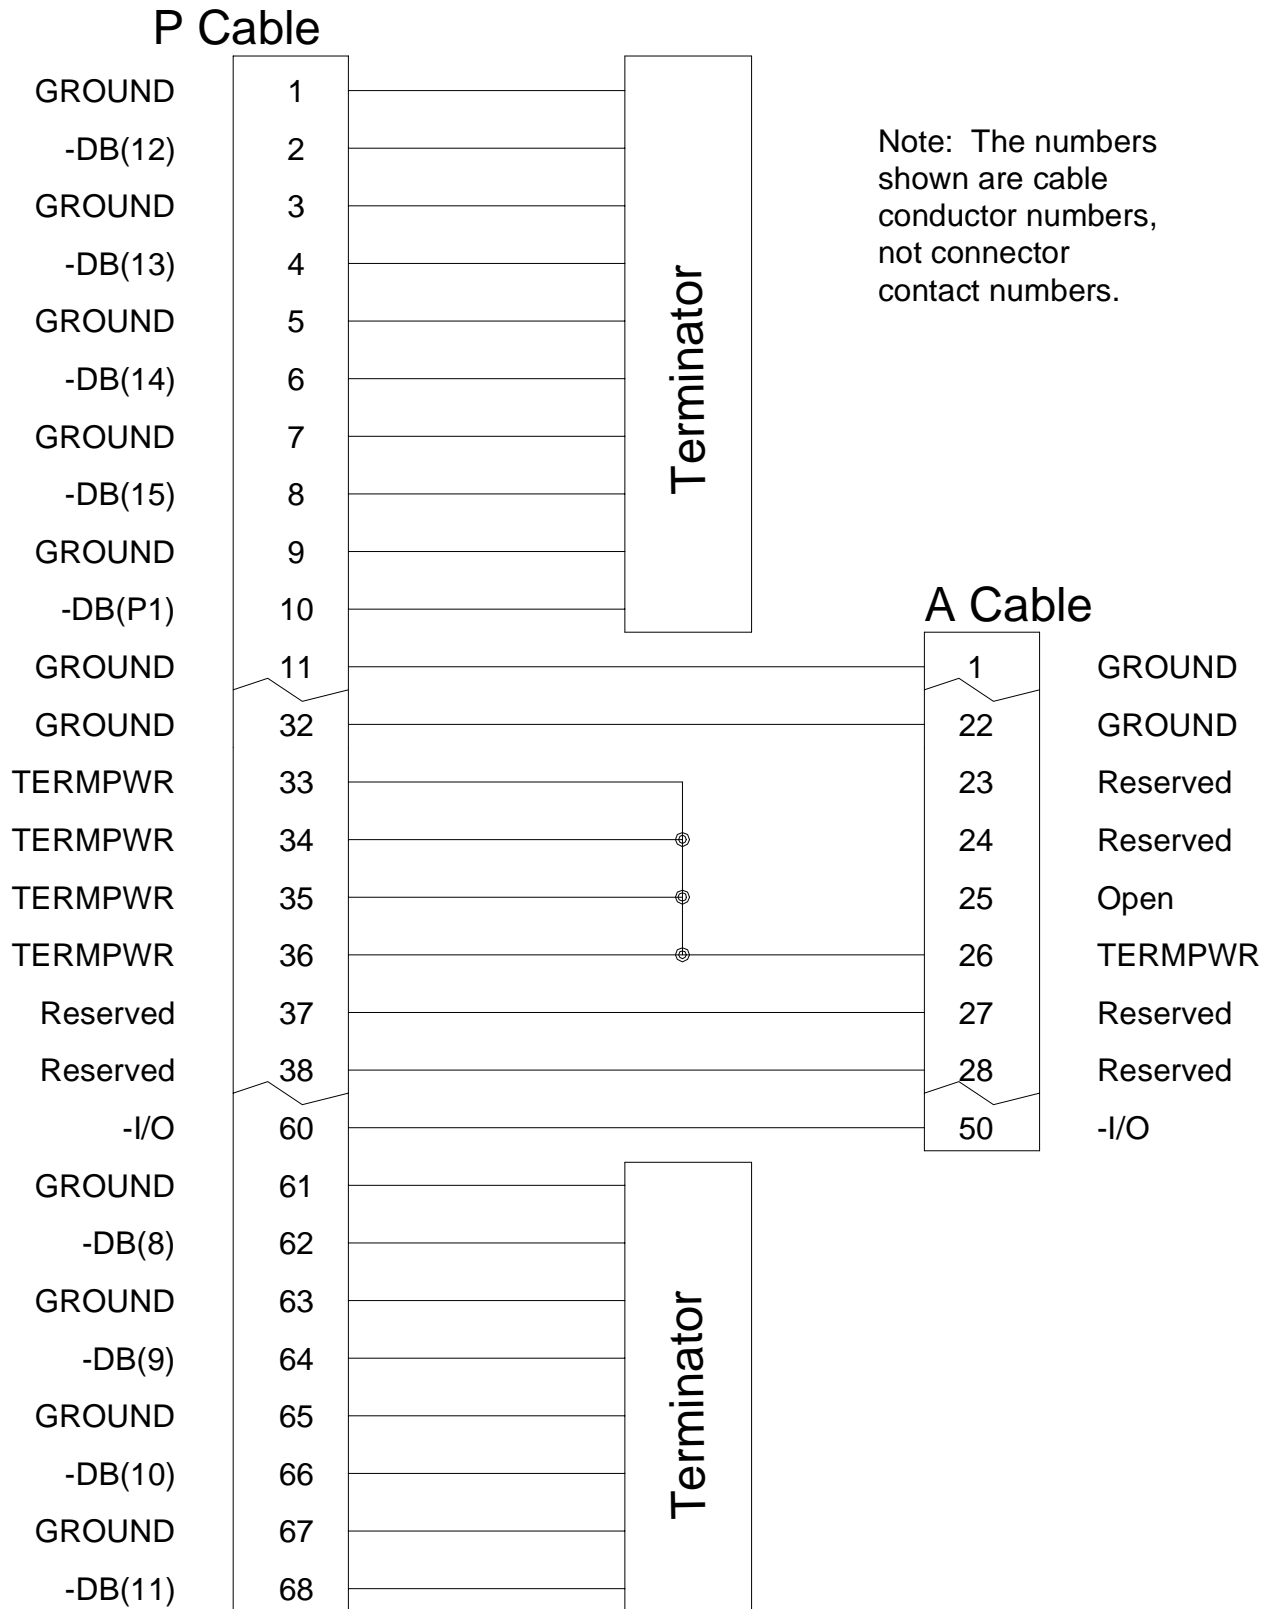 P Cable
GROUND 1
-DB(12) 2
GROUND 3
-DB(13) 4
GROUND 5
-DB(14) 6
GROUND 7
-DB(15) 8
GROUND 9
-DB(P1) 10
Terminator
Note: The numbers
shown are cable
conductor numbers,
not connector
contact numbers.
A Cable
GROUND 11 1 GROUND
GROUND 32 22 GROUND
TERMPWR 33 23 Reserved
TERMPWR 34 24 Reserved
TERMPWR 35 25 Open
TERMPWR 36 26 TERMPWR
Reserved 37 27 Reserved
Reserved 38 28 Reserved
-I/O 60 50 -I/O
GROUND 61
-DB(8) 62
GROUND 63
-DB(9) 64
GROUND 65
-DB(10) 66
GROUND 67
-DB(11) 68
Terminator